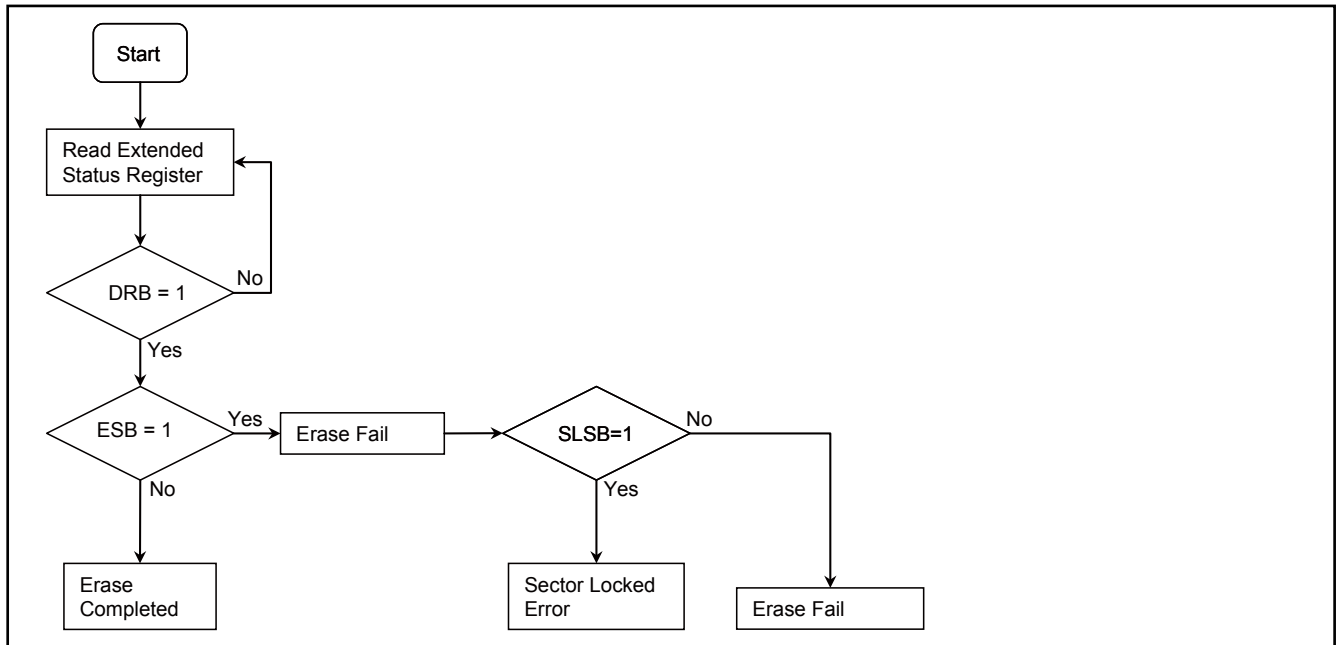 Start
Read Extended
Status Register
DRB = 1
No
Yes
ESB = 1
Yes
Erase Fail
SLSB=1
No
No
Yes
Erase
Completed
Sector Locked
Error
Erase Fail